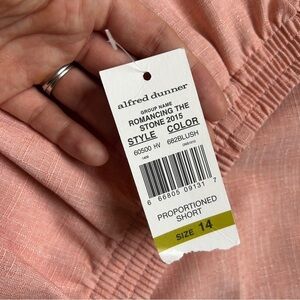 alfred dunner
GROUP NAME
ROMANCING THE
STONE 2015
STYLE COLOR
60500 HV 682BLUSH
6 66805 09131 7
PROPORTIONED
SHORT
SIZE 14